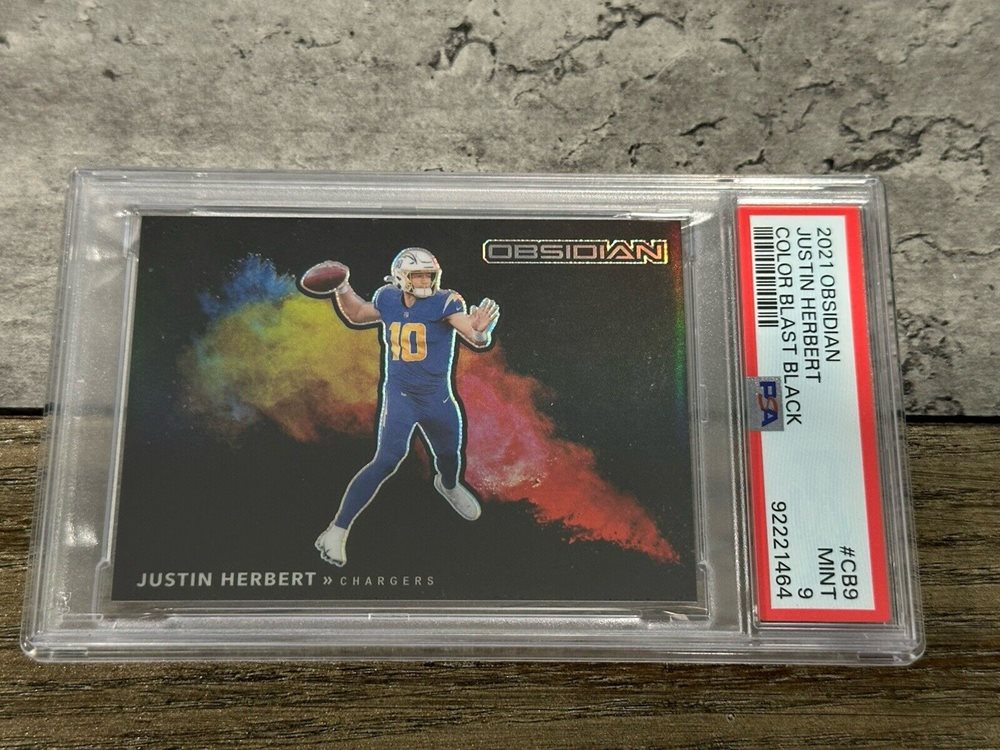 OBSIDIAN
10
JUSTIN HERBERT » CHARGERS
2021 OBSIDIAN #CB9
JUSTIN HERBERT MINT
COLOR BLAST BLACK 9
PSA 92221464